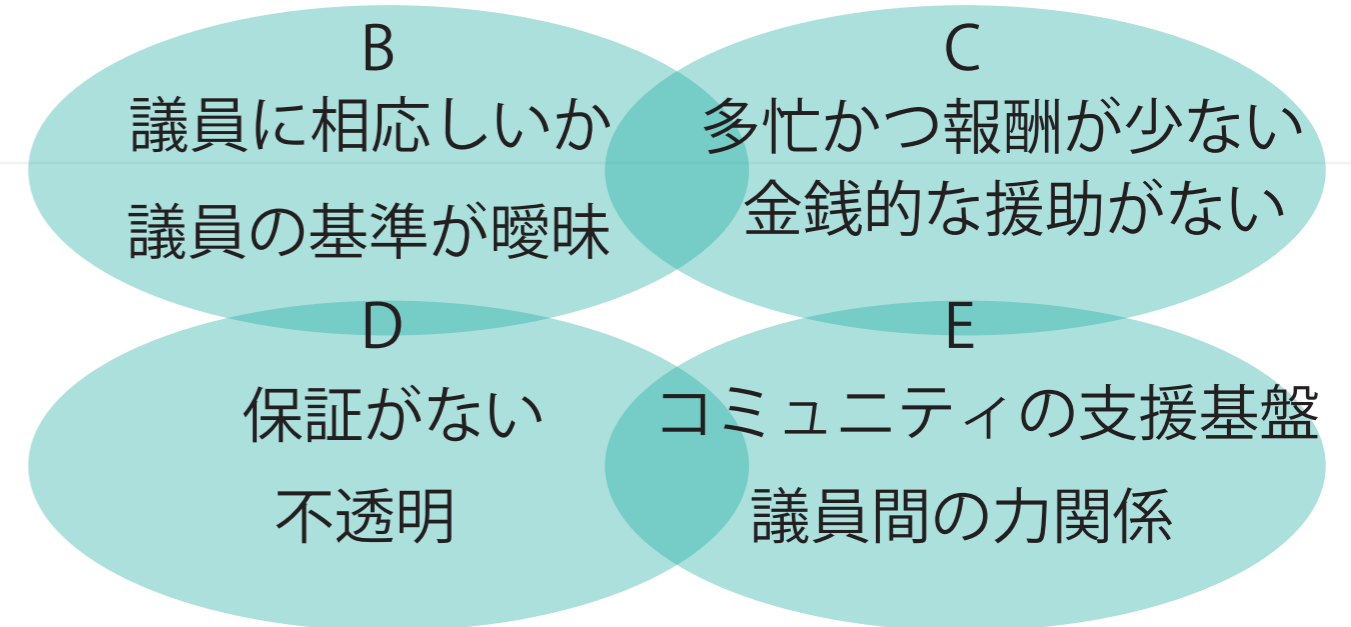 B
議員に相応しいか
議員の基準が曖昧
C
多忙かつ報酬が少ない
金銭的な援助がない
D
保証がない
不透明
E
コミュニティの支援基盤
議員間の力関係